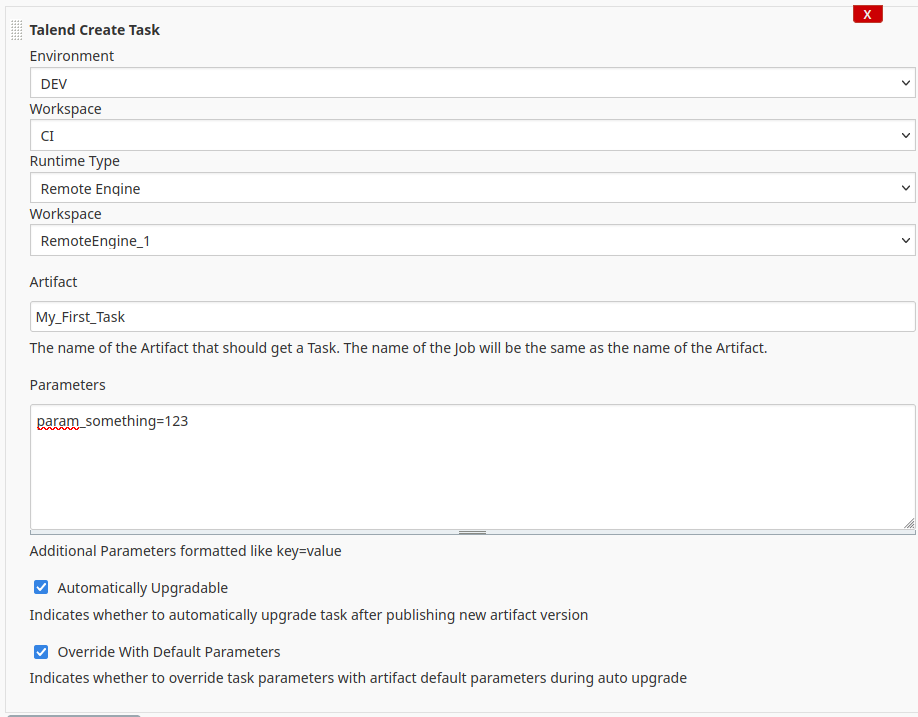 X
Talend Create Task
Environment
DEV
Workspace
CI
Runtime Type
Remote Engine
Workspace
RemoteEngine_1
Artifact
My_First_Task
The name of the Artifact that should get a Task. The name of the Job will be the same as the name of the Artifact.
Parameters
param_something=123
Additional Parameters formatted like key=value
Automatically Upgradable
Indicates whether to automatically upgrade task after publishing new artifact version
Override With Default Parameters
Indicates whether to override task parameters with artifact default parameters during auto upgrade